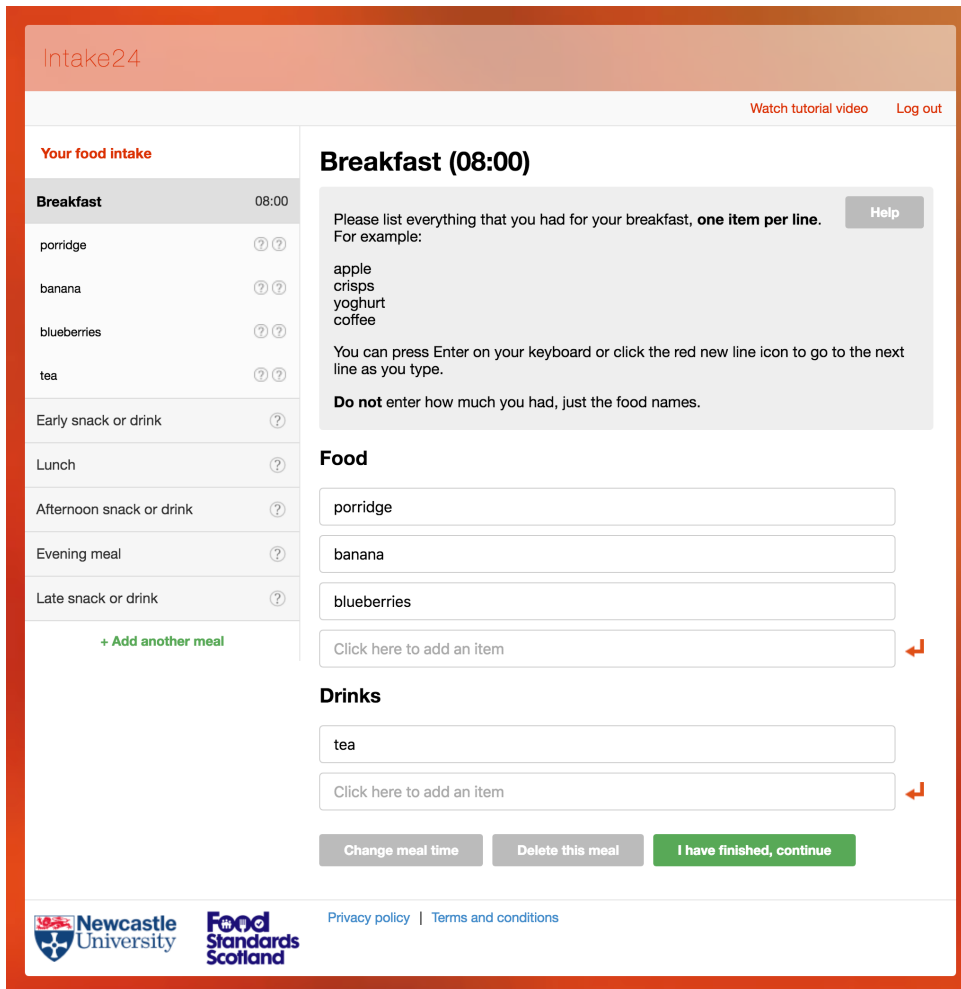 Intake24
Watch tutorial video Log out
Your food intake
Breakfast 08:00
porridge ? ?
banana ? ?
blueberries ? ?
tea ? ?
Early snack or drink ?
Lunch ?
Afternoon snack or drink ?
Evening meal ?
Late snack or drink ?
+ Add another meal
Breakfast (08:00)
Help
Please list everything that you had for your breakfast, one item per line.
For example:
apple
crisps
yoghurt
coffee
You can press Enter on your keyboard or click the red new line icon to go to the next
line as you type.
Do not enter how much you had, just the food names.
Food
porridge
banana
blueberries
Click here to add an item
Drinks
tea
Click here to add an item
Change meal time Delete this meal I have finished, continue
Newcastle
University
Food
Standards
Scotland
Privacy policy | Terms and conditions